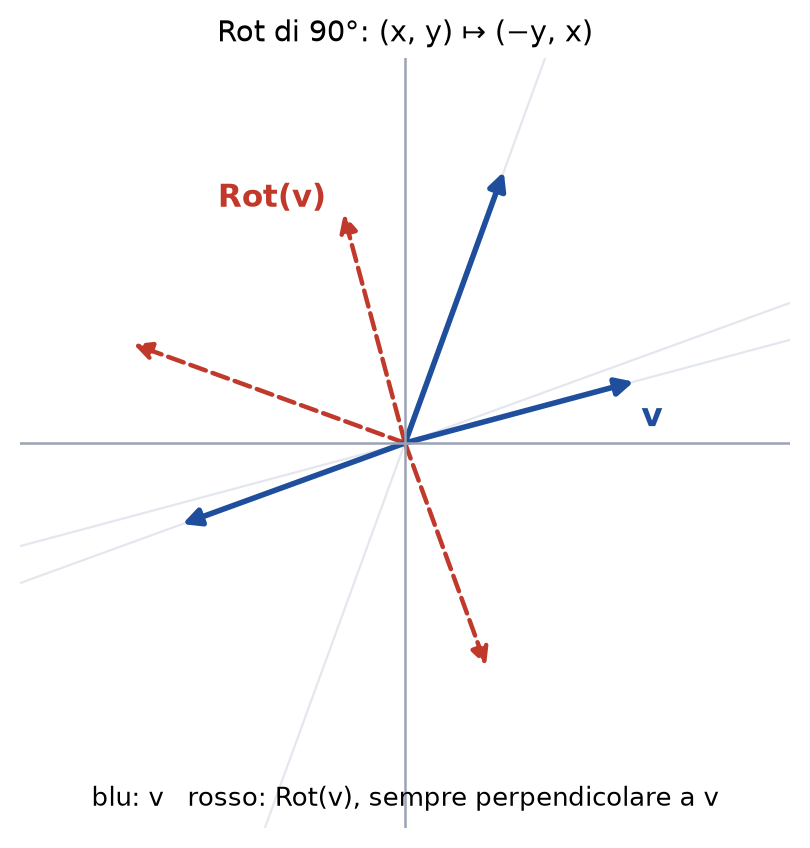 Rot di 90°: (x, y) ↦ (−y, x)
Rot(v)
v
blu: v   rosso: Rot(v), sempre perpendicolare a v